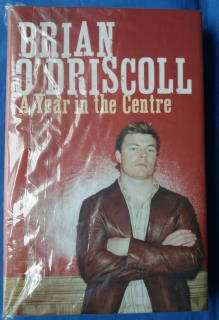 BRIAN
O'DRISCOLL
A Year in the Centre